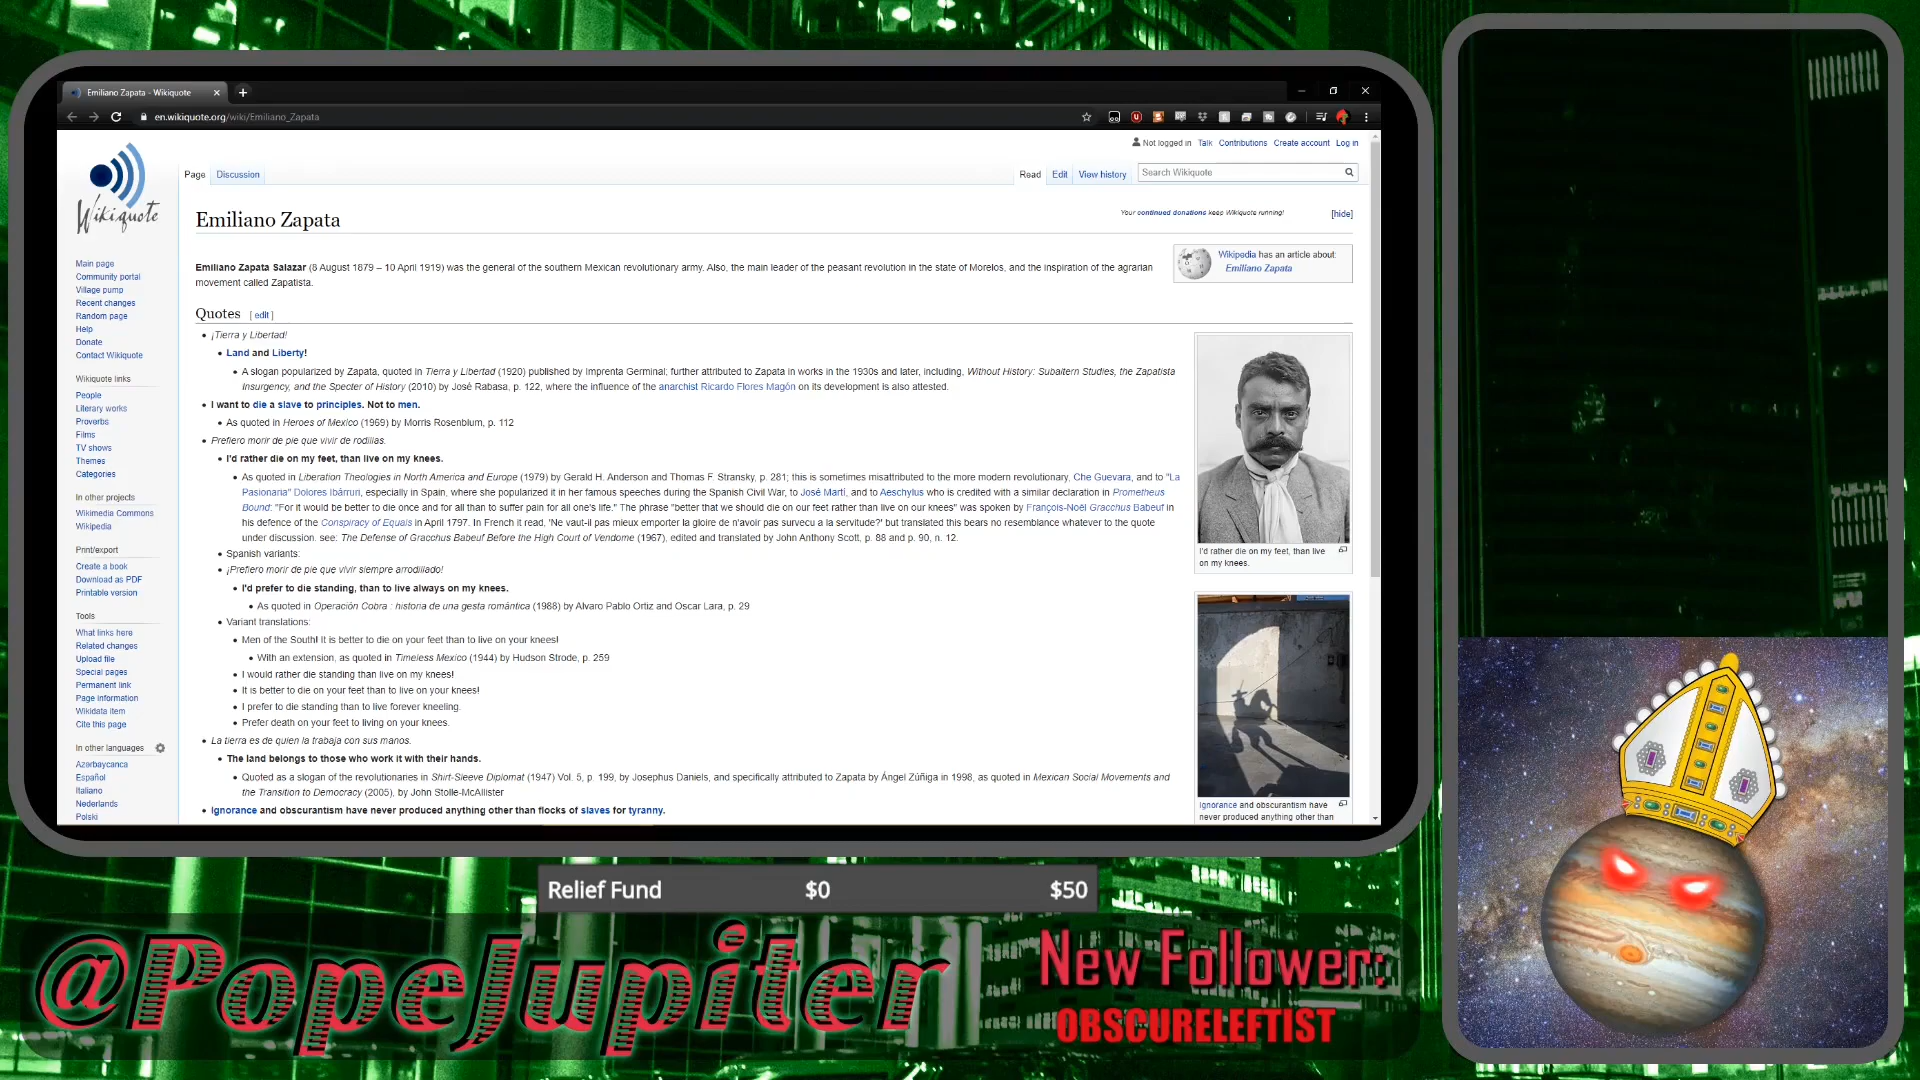 Emiliano Zapata - Wikiquote
en.wikiquote.org/wiki/Emiliano_Zapata
Not logged in Talk Contributions Create account Log in
Page Discussion
Read Edit View history Search Wikiquote
Wikiquote
Emiliano Zapata
Your continued donations keep Wikiquote running! [hide]
Wikipedia has an article about:
Emiliano Zapata
Emiliano Zapata Salazar (8 August 1879 – 10 April 1919) was the general of the southern Mexican revolutionary army. Also, the main leader of the peasant revolution in the state of Morelos, and the inspiration of the agrarian
movement called Zapatista.
Quotes [ edit ]
¡Tierra y Libertad!
Land and Liberty!
A slogan popularized by Zapata, quoted in Tierra y Libertad (1920) published by Imprenta Germinal; further attributed to Zapata in works in the 1930s and later, including, Without History: Subaltern Studies, the Zapatista
Insurgency, and the Specter of History (2010) by José Rabasa, p. 122, where the influence of the anarchist Ricardo Flores Magón on its development is also attested.
I want to die a slave to principles. Not to men.
As quoted in Heroes of Mexico (1969) by Morris Rosenblum, p. 112
Prefiero morir de pie que vivir de rodillas.
I'd rather die on my feet, than live on my knees.
As quoted in Liberation Theologies in North America and Europe (1979) by Gerald H. Anderson and Thomas F. Stransky, p. 281; this is sometimes misattributed to the more modern revolutionary, Che Guevara, and to "La
Pasionaria" Dolores Ibárruri, especially in Spain, where she popularized it in her famous speeches during the Spanish Civil War, to José Martí, and to Aeschylus who is credited with a similar declaration in Prometheus
Bound: "For it would be better to die once and for all than to suffer pain for all one's life." The phrase "better that we should die on our feet rather than live on our knees" was spoken by François-Noël Gracchus Babeuf in
his defence of the Conspiracy of Equals in April 1797. In French it read, 'Ne vaut-il pas mieux emporter la gloire de n'avoir pas survecu a la servitude?' but translated this bears no resemblance whatever to the quote
under discussion. see: The Defense of Gracchus Babeuf Before the High Court of Vendome (1967), edited and translated by John Anthony Scott, p. 88 and p. 90, n. 12.
Spanish variants:
¡Prefiero morir de pie que vivir siempre arrodillado!
I'd prefer to die standing, than to live always on my knees.
As quoted in Operación Cobra : historia de una gesta romántica (1988) by Alvaro Pablo Ortiz and Oscar Lara, p. 29
Variant translations:
Men of the South! It is better to die on your feet than to live on your knees!
With an extension, as quoted in Timeless Mexico (1944) by Hudson Strode, p. 259
I would rather die standing than live on my knees!
It is better to die on your feet than to live on your knees!
I prefer to die standing than to live forever kneeling.
Prefer death on your feet to living on your knees.
La tierra es de quien la trabaja con sus manos.
The land belongs to those who work it with their hands.
Quoted as a slogan of the revolutionaries in Shirt-Sleeve Diplomat (1947) Vol. 5, p. 199, by Josephus Daniels, and specifically attributed to Zapata by Ángel Zúñiga in 1998, as quoted in Mexican Social Movements and
the Transition to Democracy (2005), by John Stolle-McAllister
Ignorance and obscurantism have never produced anything other than flocks of slaves for tyranny.
I'd rather die on my feet, than live
on my knees.
Ignorance and obscurantism have
never produced anything other than
Main page
Community portal
Village pump
Recent changes
Random page
Help
Donate
Contact Wikiquote
Wikiquote links
People
Literary works
Proverbs
Films
TV shows
Themes
Categories
In other projects
Wikimedia Commons
Wikipedia
Print/export
Create a book
Download as PDF
Printable version
Tools
What links here
Related changes
Upload file
Special pages
Permanent link
Page information
Wikidata item
Cite this page
In other languages
Azərbaycanca
Español
Italiano
Nederlands
Polski
Relief Fund $0 $50
@PopeJupiter
New Follower:
OBSCURELEFTIST